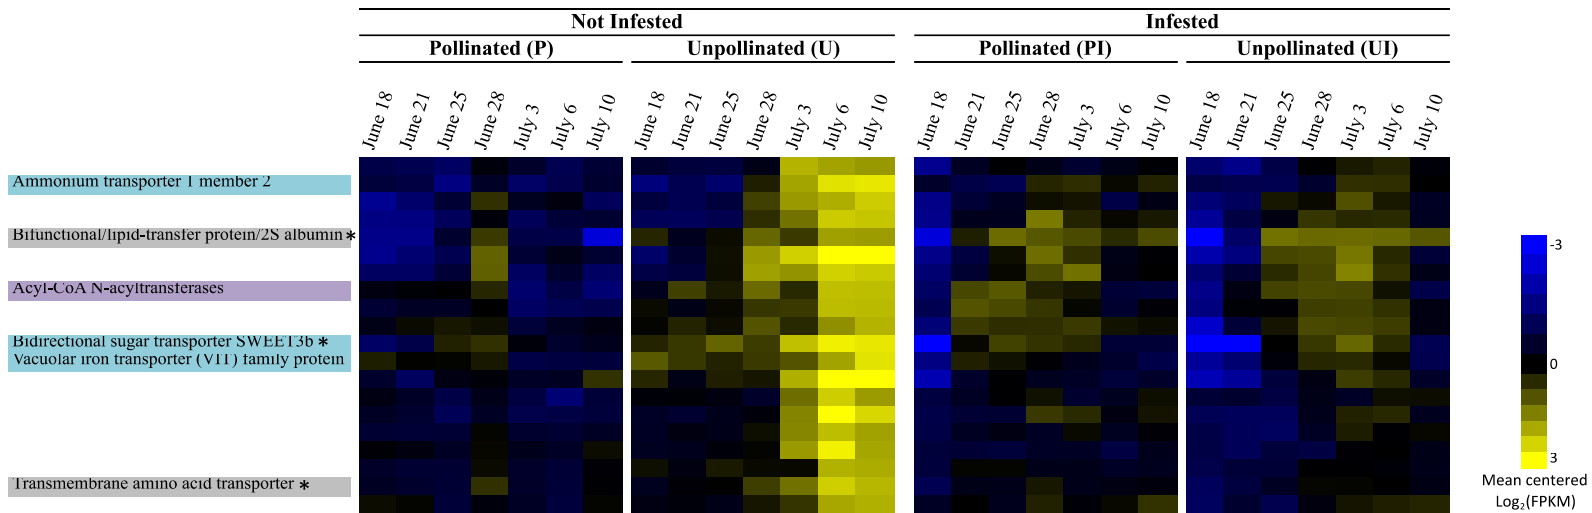 Not Infested Infested
Pollinated (P) Unpollinated (U) Pollinated (PI) Unpollinated (UI)
June 18 June 21 June 25 June 28 July 3 July 6 July 10 June 18 June 21 June 25 June 28 July 3 July 6 July 10 June 18 June 21 June 25 June 28 July 3 July 6 July 10 June 18 June 21 June 25 June 28 July 3 July 6 July 10
Ammonium transporter 1 member 2
Bifunctional/lipid-transfer protein/2S albumin *
Acyl-CoA N-acyltransferases
Bidirectional sugar transporter SWEET3b *
Vacuolar iron transporter (VIT) family protein
Transmembrane amino acid transporter *
-3
0
3
Mean centered
Log₂(FPKM)